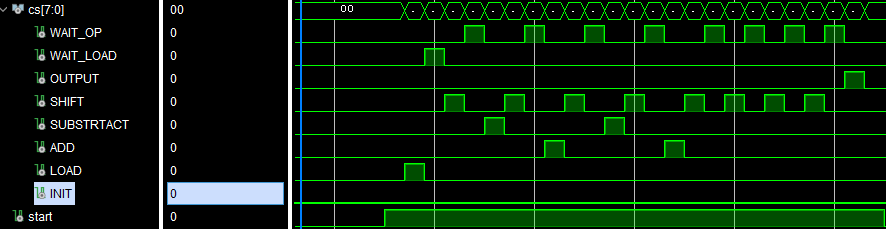 cs[7:0] 00 00
WAIT_OP 0
WAIT_LOAD 0
OUTPUT 0
SHIFT 0
SUBSTRTACT 0
ADD 0
LOAD 0
INIT 0
start 0